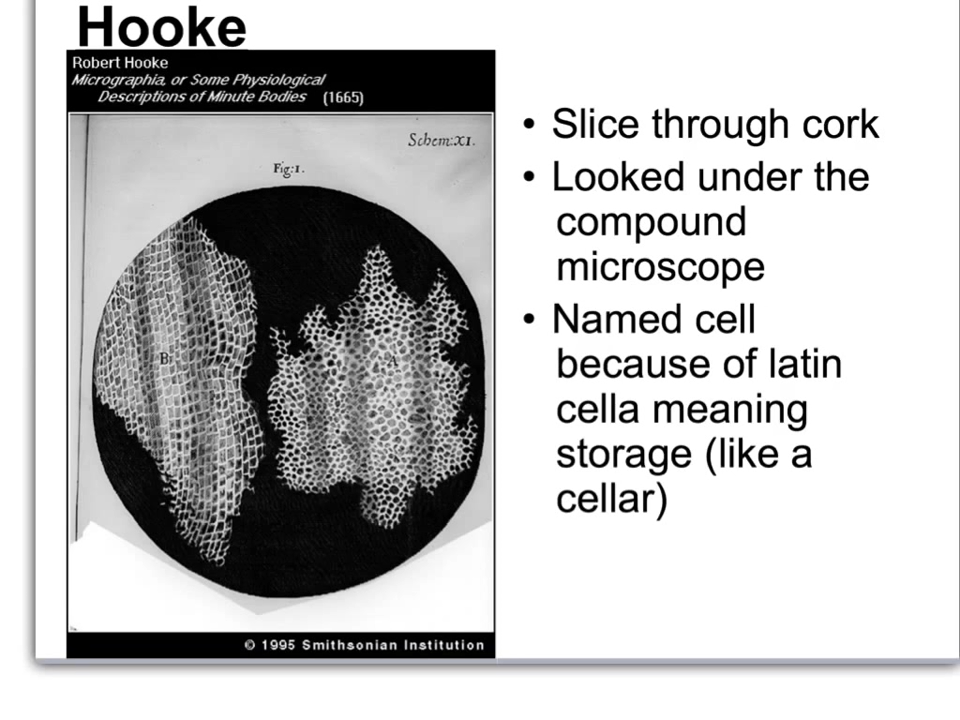 Hooke
Robert Hooke
Micrographia, or Some Physiological
Descriptions of Minute Bodies (1665)
Schem:XI.
Fig:1.
B
A
© 1995 Smithsonian Institution
• Slice through cork
• Looked under the
compound
microscope
• Named cell
because of latin
cella meaning
storage (like a
cellar)